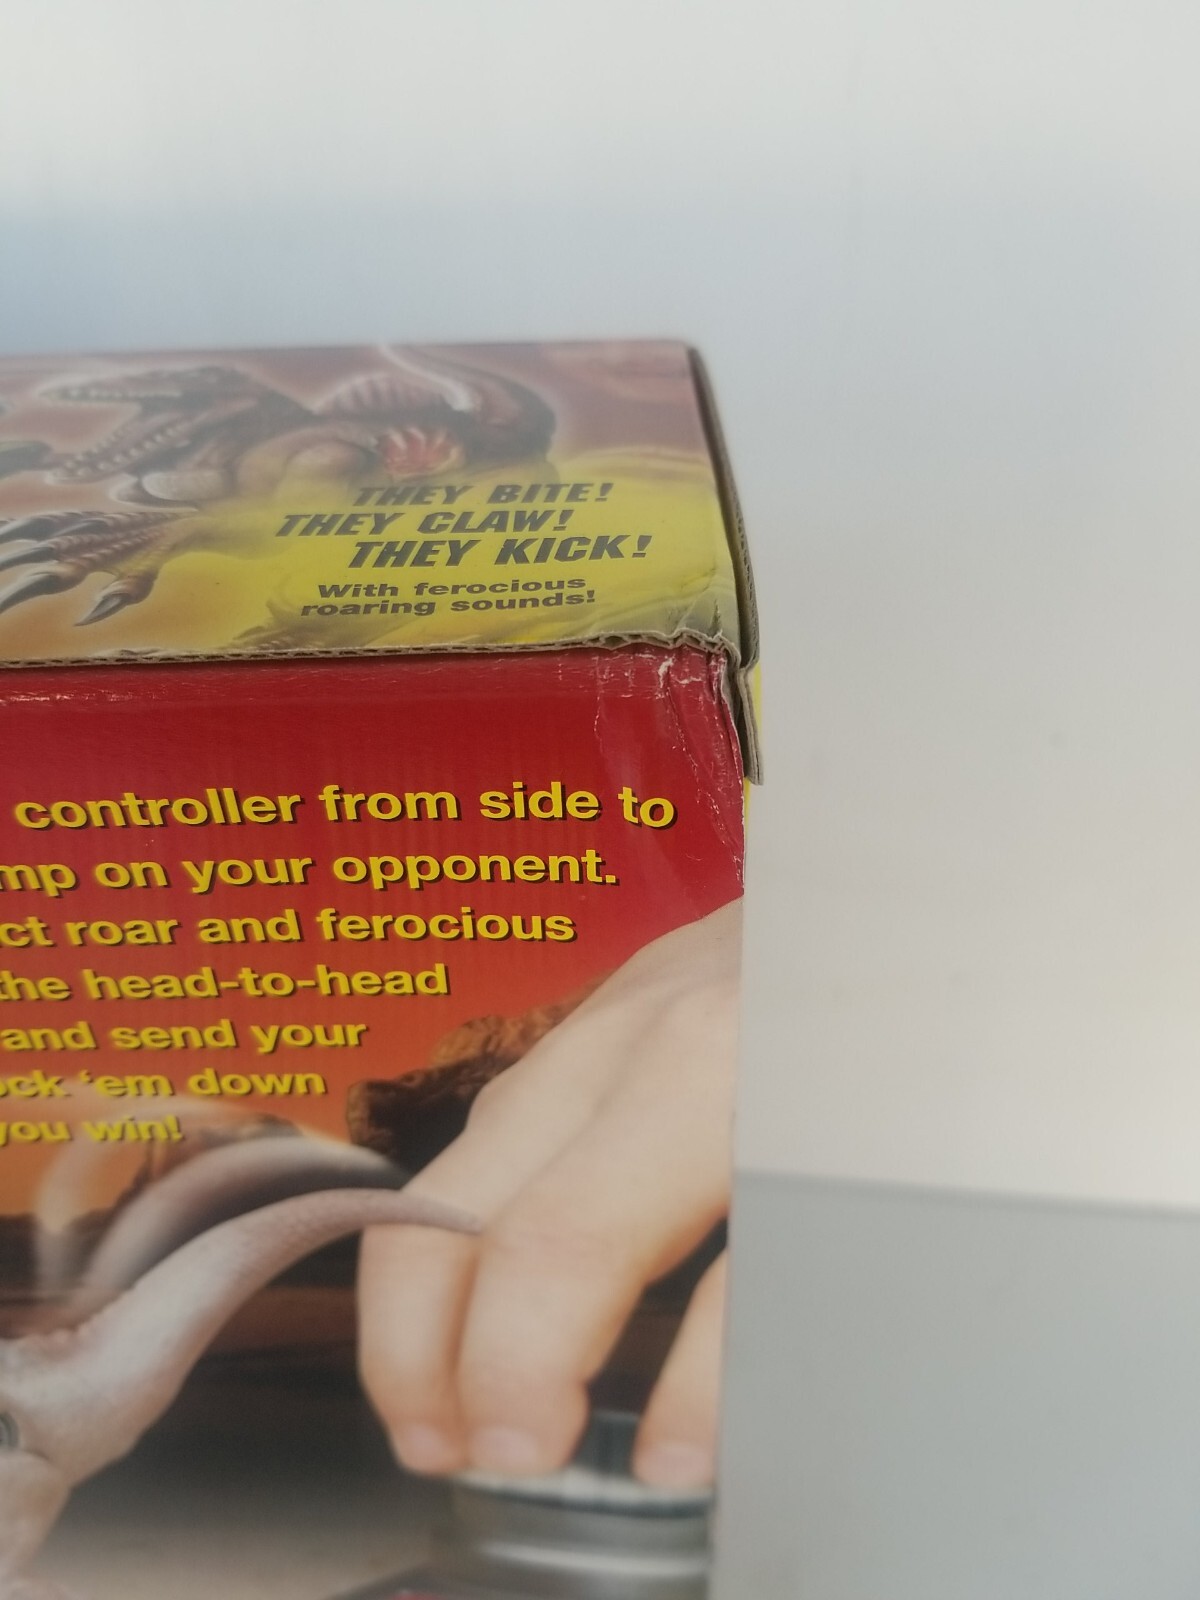 THEY BITE!
THEY CLAW!
THEY KICK!
With ferocious
roaring sounds!
controller from side to
mp on your opponent.
ct roar and ferocious
the head-to-head
and send your
ock 'em down
you win!